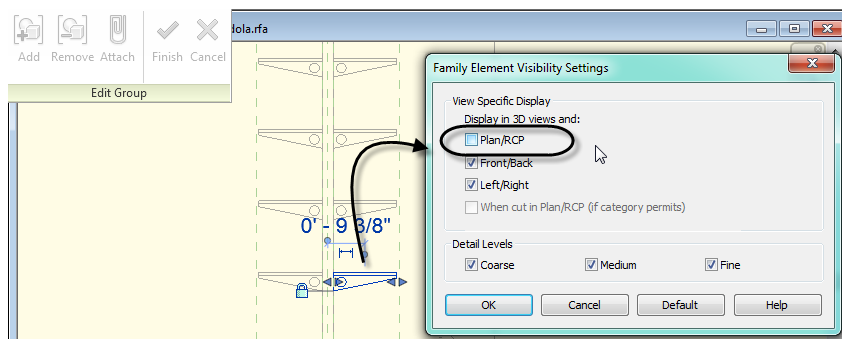 dola.rfa
Add Remove Attach Finish Cancel
Edit Group
0' - 9 3/8"
Family Element Visibility Settings
View Specific Display
Display in 3D views and:
Plan/RCP
Front/Back
Left/Right
When cut in Plan/RCP (if category permits)
Detail Levels
Coarse Medium Fine
OK Cancel Default Help